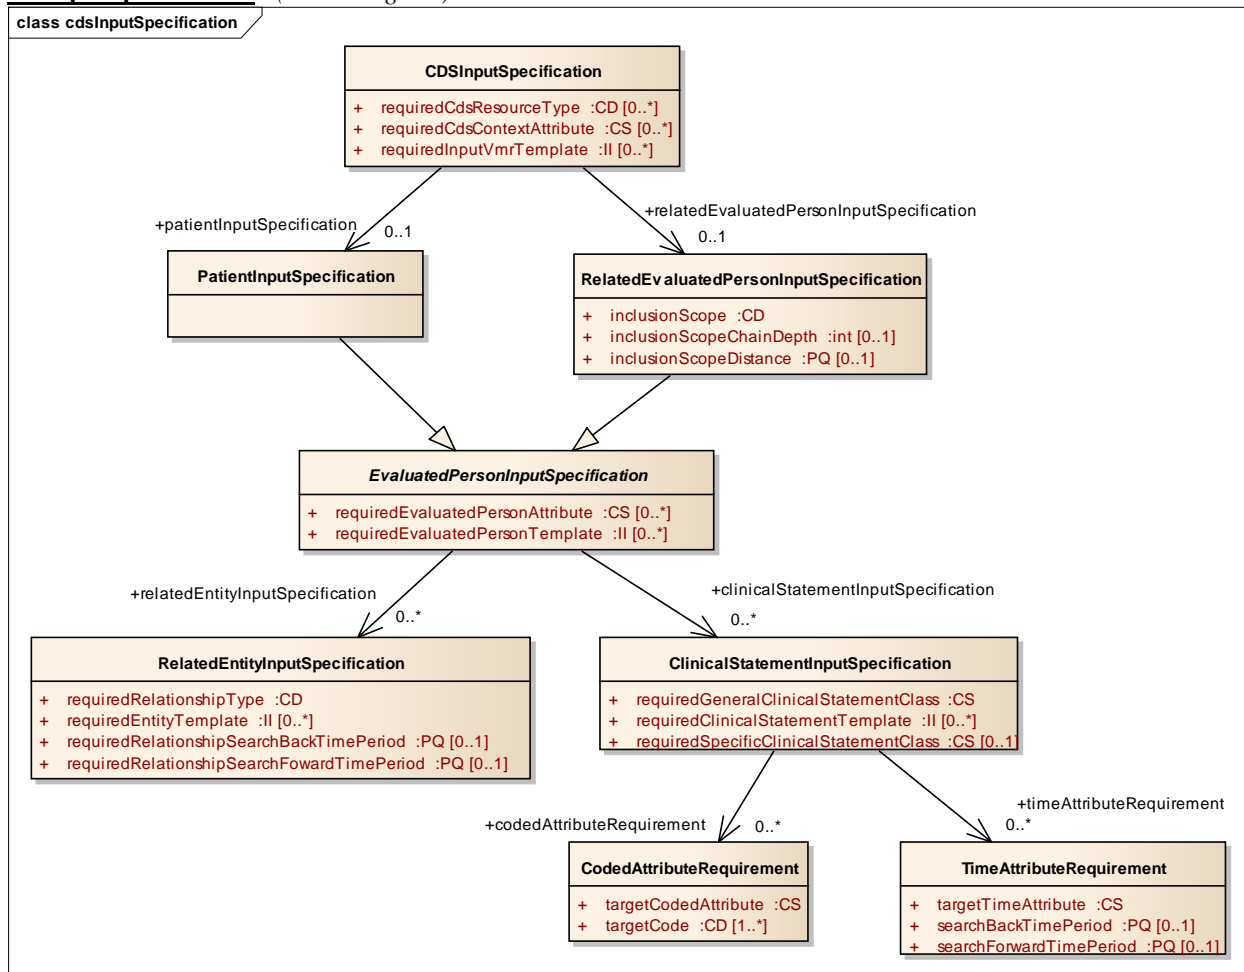 class cdsInputSpecification
CDSInputSpecification
+ requiredCdsResourceType :CD [0..*]
+ requiredCdsContextAttribute :CS [0..*]
+ requiredInputVmrTemplate :II [0..*]
+patientInputSpecification
0..1
+relatedEvaluatedPersonInputSpecification
0..1
PatientInputSpecification
RelatedEvaluatedPersonInputSpecification
+ inclusionScope :CD
+ inclusionScopeChainDepth :int [0..1]
+ inclusionScopeDistance :PQ [0..1]
EvaluatedPersonInputSpecification
+ requiredEvaluatedPersonAttribute :CS [0..*]
+ requiredEvaluatedPersonTemplate :II [0..*]
+relatedEntityInputSpecification
0..*
+clinicalStatementInputSpecification
0..*
RelatedEntityInputSpecification
+ requiredRelationshipType :CD
+ requiredEntityTemplate :II [0..*]
+ requiredRelationshipSearchBackTimePeriod :PQ [0..1]
+ requiredRelationshipSearchFowardTimePeriod :PQ [0..1]
ClinicalStatementInputSpecification
+ requiredGeneralClinicalStatementClass :CS
+ requiredClinicalStatementTemplate :II [0..*]
+ requiredSpecificClinicalStatementClass :CS [0..1]
+codedAttributeRequirement
0..*
+timeAttributeRequirement
0..*
CodedAttributeRequirement
+ targetCodedAttribute :CS
+ targetCode :CD [1..*]
TimeAttributeRequirement
+ targetTimeAttribute :CS
+ searchBackTimePeriod :PQ [0..1]
+ searchForwardTimePeriod :PQ [0..1]